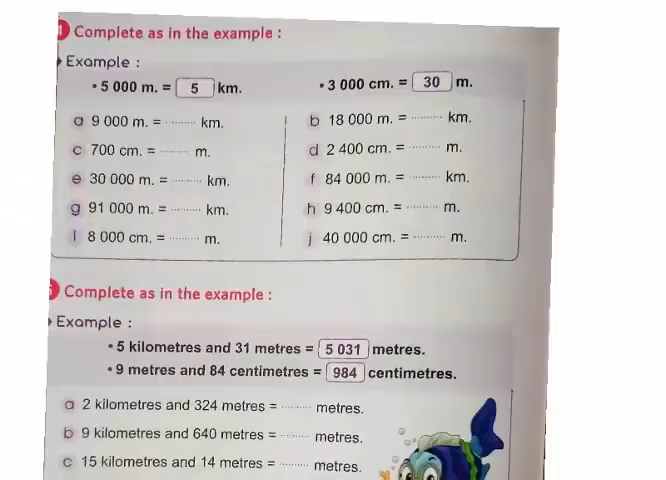 Complete as in the example :
Example :
• 5 000 m. = 5 km. • 3 000 cm. = 30 m.
a 9 000 m. = ......... km. b 18 000 m. = ......... km.
c 700 cm. = ......... m. d 2 400 cm. = ......... m.
e 30 000 m. = ......... km. f 84 000 m. = ......... km.
g 91 000 m. = ......... km. h 9 400 cm. = ......... m.
i 8 000 cm. = ......... m. j 40 000 cm. = ......... m.
Complete as in the example :
Example :
• 5 kilometres and 31 metres = 5 031 metres.
• 9 metres and 84 centimetres = 984 centimetres.
a 2 kilometres and 324 metres = ......... metres.
b 9 kilometres and 640 metres = ......... metres.
c 15 kilometres and 14 metres = ......... metres.